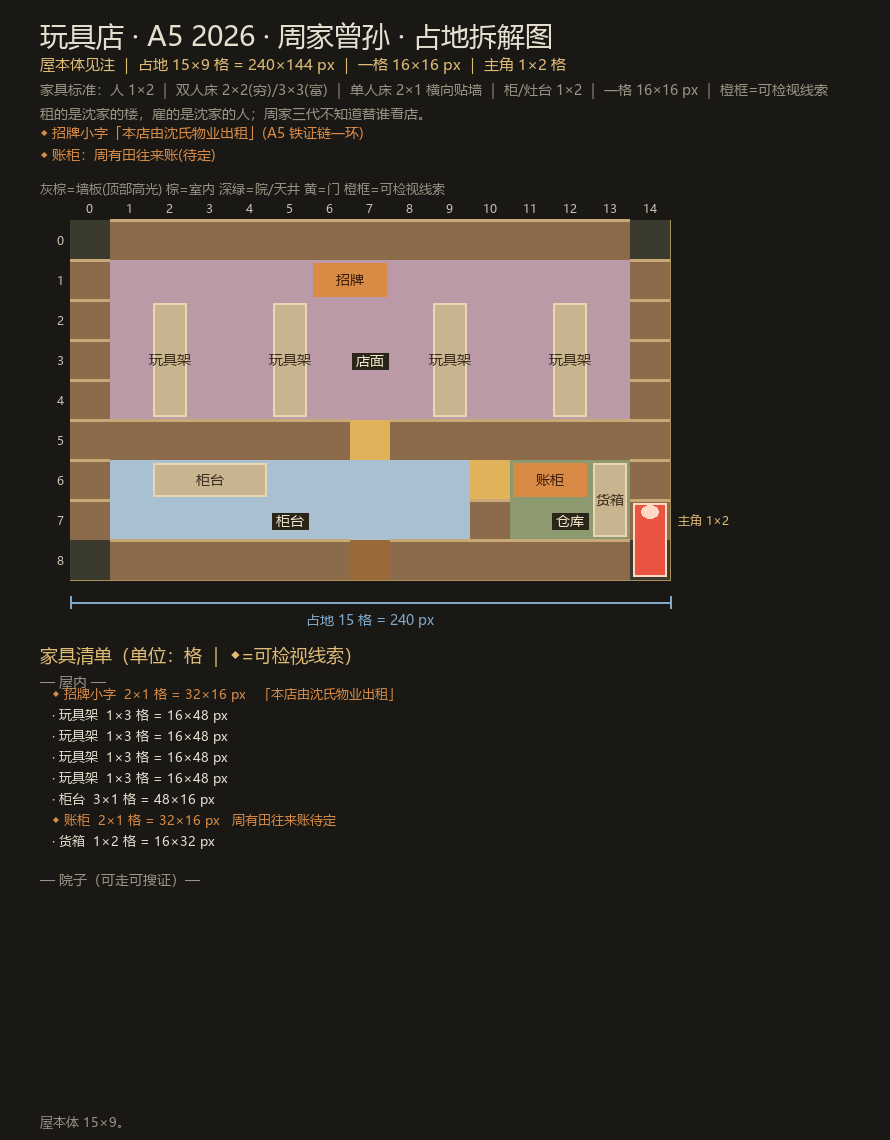 玩具店 · A5 2026 · 周家曾孙 · 占地拆解图
屋本体见注 | 占地 15×9 格 = 240×144 px | 一格 16×16 px | 主角 1×2 格
家具标准: 人 1×2 | 双人床 2×2(穷)/3×3(富) | 单人床 2×1 横向贴墙 | 柜/灶台 1×2 | 一格 16×16 px | 橙框=可检视线索
租的是沈家的楼，雇的是沈家的人；周家三代不知道替谁看店。
◆ 招牌小字「本店由沈氏物业出租」(A5 铁证链一环)
◆ 账柜: 周有田往来账(待定)
灰棕=墙板(顶部高光) 棕=室内 深绿=院/天井 黄=门 橙框=可检视线索
0 1 2 3 4 5 6 7 8 9 10 11 12 13 14
0
1 招牌
2
3 玩具架 玩具架 店面 玩具架 玩具架
4
5
6 柜台 账柜
货箱
7 柜台 仓库 主角 1×2
8
占地 15 格 = 240 px
家具清单（单位：格 | ◆=可检视线索）
— 屋内 —
◆ 招牌小字 2×1 格 = 32×16 px 「本店由沈氏物业出租」
· 玩具架 1×3 格 = 16×48 px
· 玩具架 1×3 格 = 16×48 px
· 玩具架 1×3 格 = 16×48 px
· 玩具架 1×3 格 = 16×48 px
· 柜台 3×1 格 = 48×16 px
◆ 账柜 2×1 格 = 32×16 px 周有田往来账待定
· 货箱 1×2 格 = 16×32 px
— 院子（可走可搜证）—
屋本体 15×9。